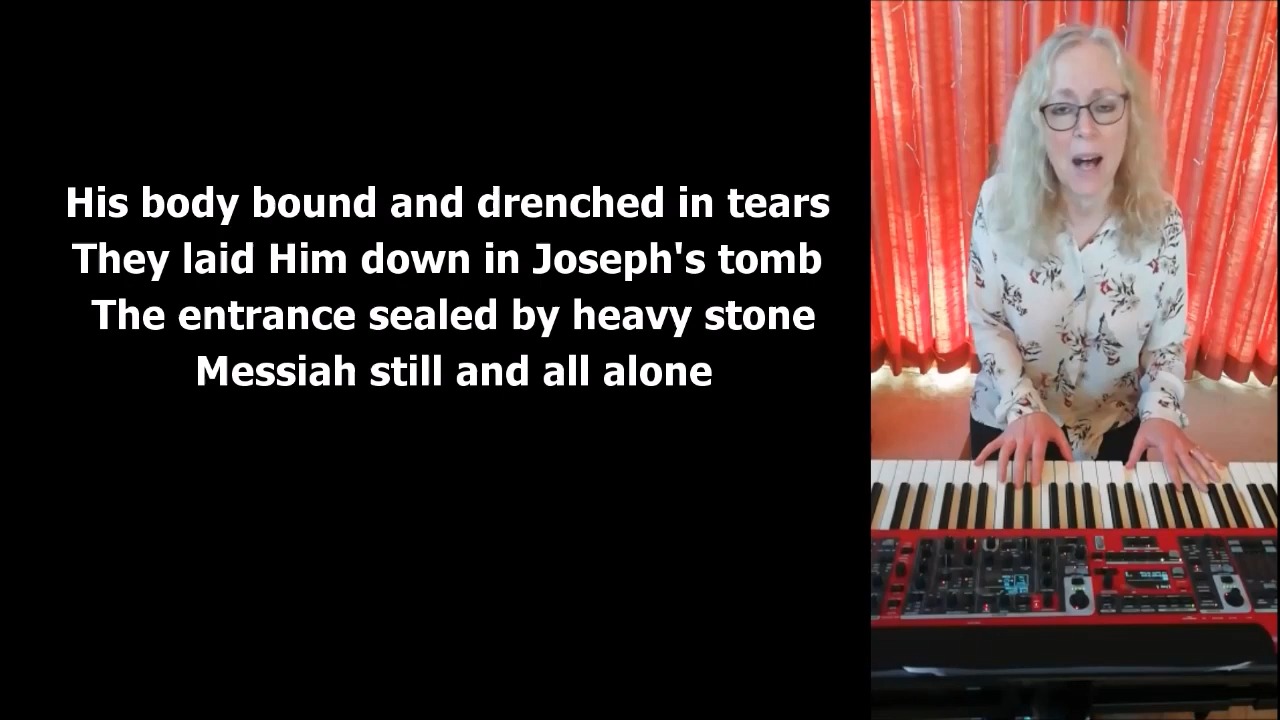 His body bound and drenched in tears
They laid Him down in Joseph's tomb
The entrance sealed by heavy stone
Messiah still and all alone